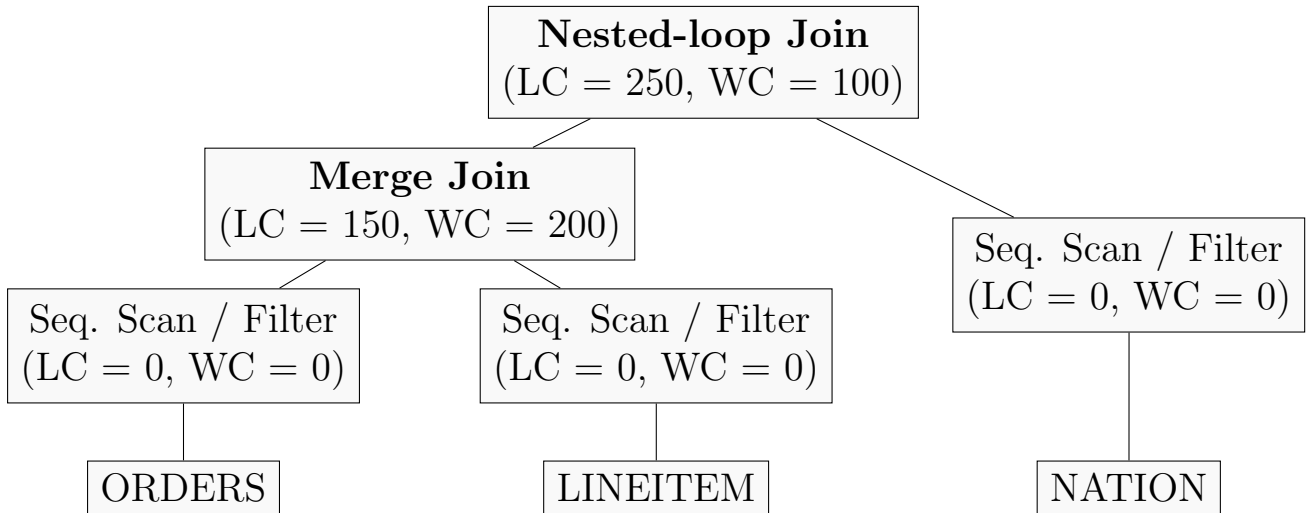 Nested-loop Join
(LC = 250, WC = 100)
Merge Join
(LC = 150, WC = 200)
Seq. Scan / Filter
(LC = 0, WC = 0)
Seq. Scan / Filter
(LC = 0, WC = 0)
Seq. Scan / Filter
(LC = 0, WC = 0)
ORDERS
LINEITEM
NATION